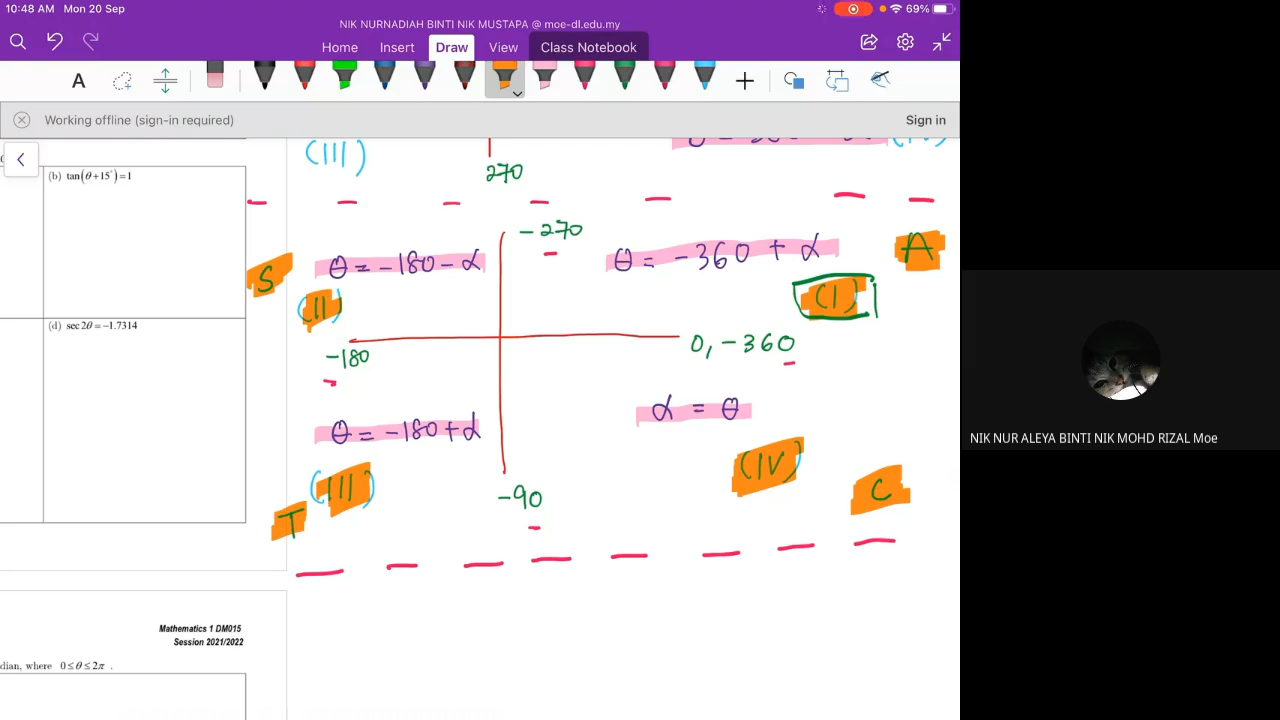 10:48 AM Mon 20 Sep
69%
NIK NURNADIAH BINTI NIK MUSTAPA @ moe-dl.edu.my
Home Insert Draw View Class Notebook
A
Working offline (sign-in required) Sign in
(III)
270
(b) tan(θ+15°)=1
-270
θ = -180 - α
θ = -360 + α
A
S
(II)
(I)
(d) sec 2θ = -1.7314
-180
0, -360
θ = -180 + α
α = θ
(III)
(IV)
T
-90
C
Mathematics 1 DM015
Session 2021/2022
dian, where 0 ≤ θ ≤ 2π .
NIK NUR ALEYA BINTI NIK MOHD RIZAL Moe